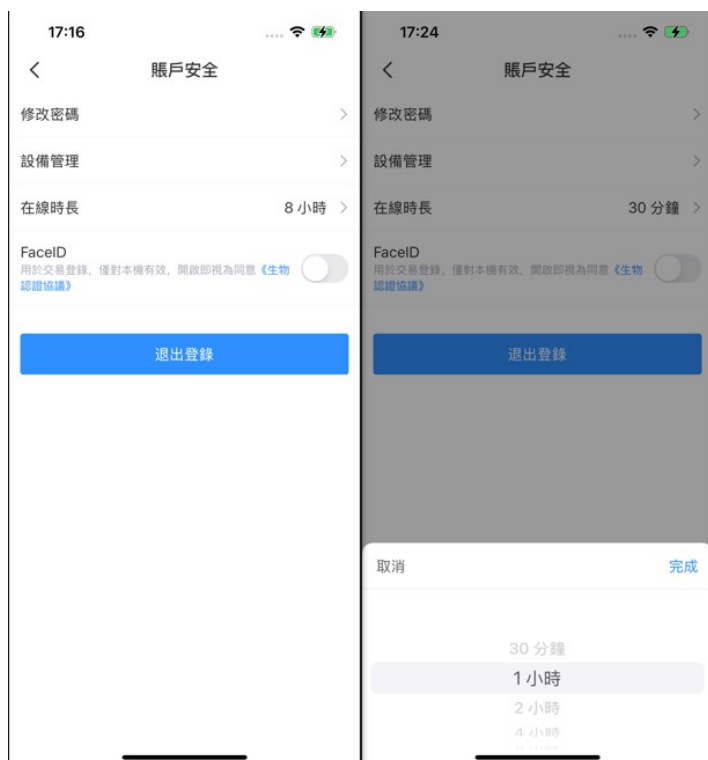 17:16
賬戶安全
修改密碼
設備管理
在線時長 8 小時
FaceID
用於交易登錄，僅對本機有效，開啟即視為同意《生物
認證協議》
退出登錄
17:24
賬戶安全
修改密碼
設備管理
在線時長 30 分鐘
FaceID
用於交易登錄，僅對本機有效，開啟即視為同意《生物
認證協議》
退出登錄
取消 完成
30 分鐘
1 小時
2 小時
4 小時